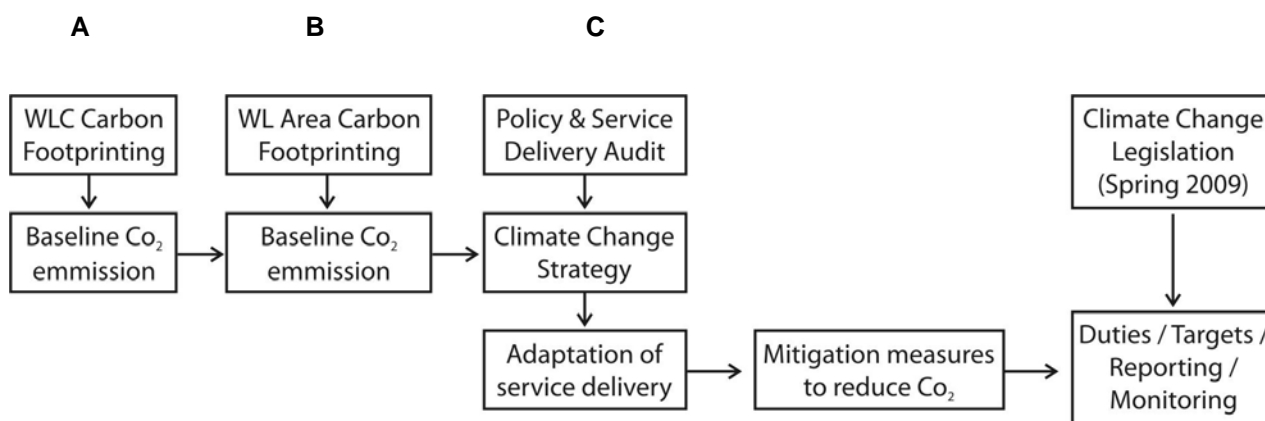 A
B
C
WLC Carbon
Footprinting
WL Area Carbon
Footprinting
Policy & Service
Delivery Audit
Climate Change
Legislation
(Spring 2009)
Baseline Co₂
emmission
Baseline Co₂
emmission
Climate Change
Strategy
Adaptation of
service delivery
Mitigation measures
to reduce Co₂
Duties / Targets /
Reporting /
Monitoring